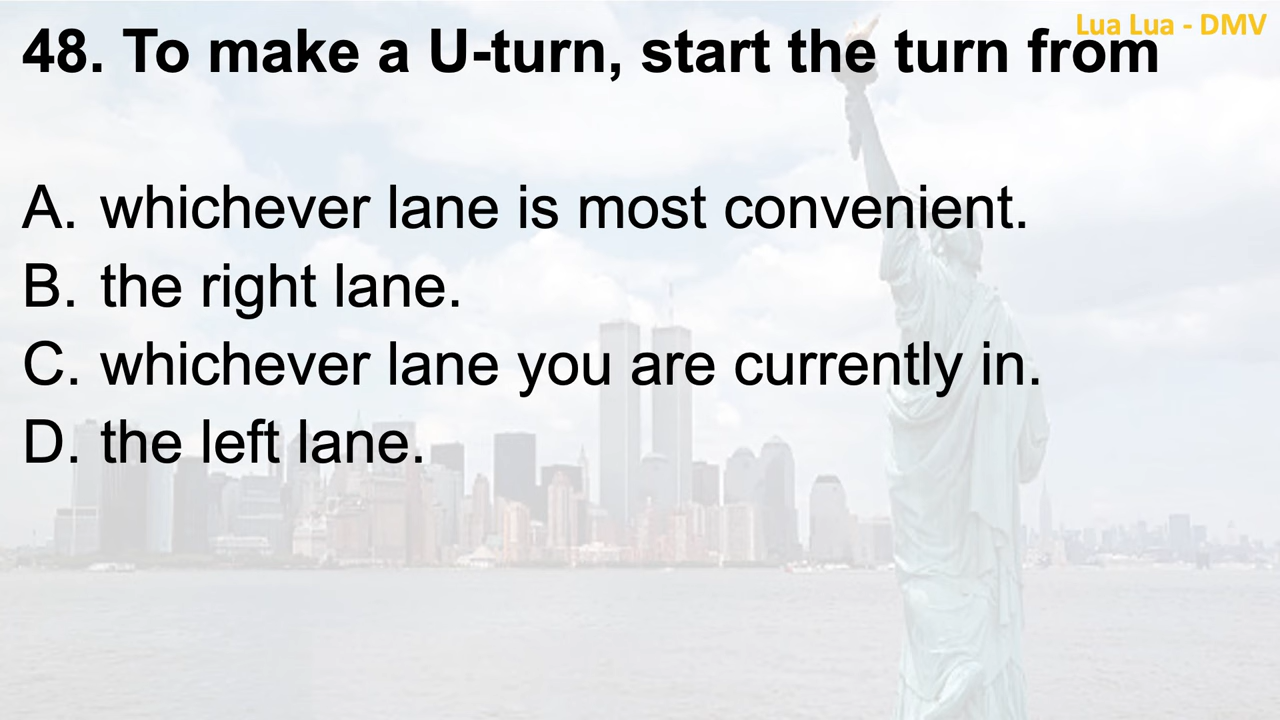 Lua Lua - DMV
48. To make a U-turn, start the turn from
A. whichever lane is most convenient.
B. the right lane.
C. whichever lane you are currently in.
D. the left lane.